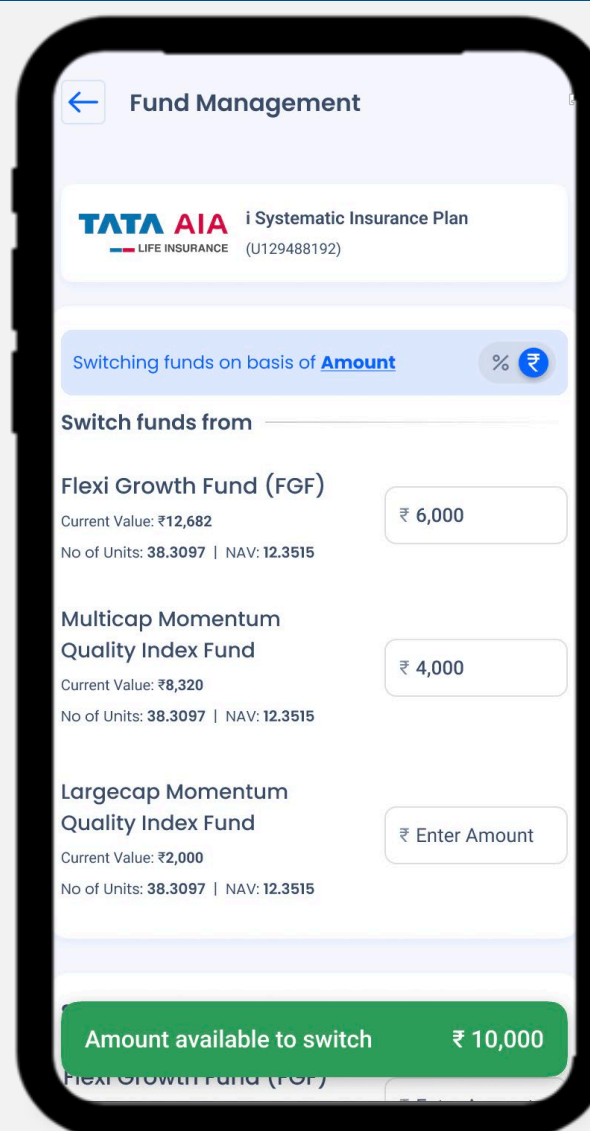 Fund Management
TATA AIA
LIFE INSURANCE
i Systematic Insurance Plan
(U129488192)
Switching funds on basis of Amount
% ₹
Switch funds from
Flexi Growth Fund (FGF)
Current Value: ₹12,682
No of Units: 38.3097 | NAV: 12.3515
₹ 6,000
Multicap Momentum
Quality Index Fund
Current Value: ₹8,320
No of Units: 38.3097 | NAV: 12.3515
₹ 4,000
Largecap Momentum
Quality Index Fund
Current Value: ₹2,000
No of Units: 38.3097 | NAV: 12.3515
₹ Enter Amount
Amount available to switch ₹ 10,000
Flexi Growth Fund (FGF)